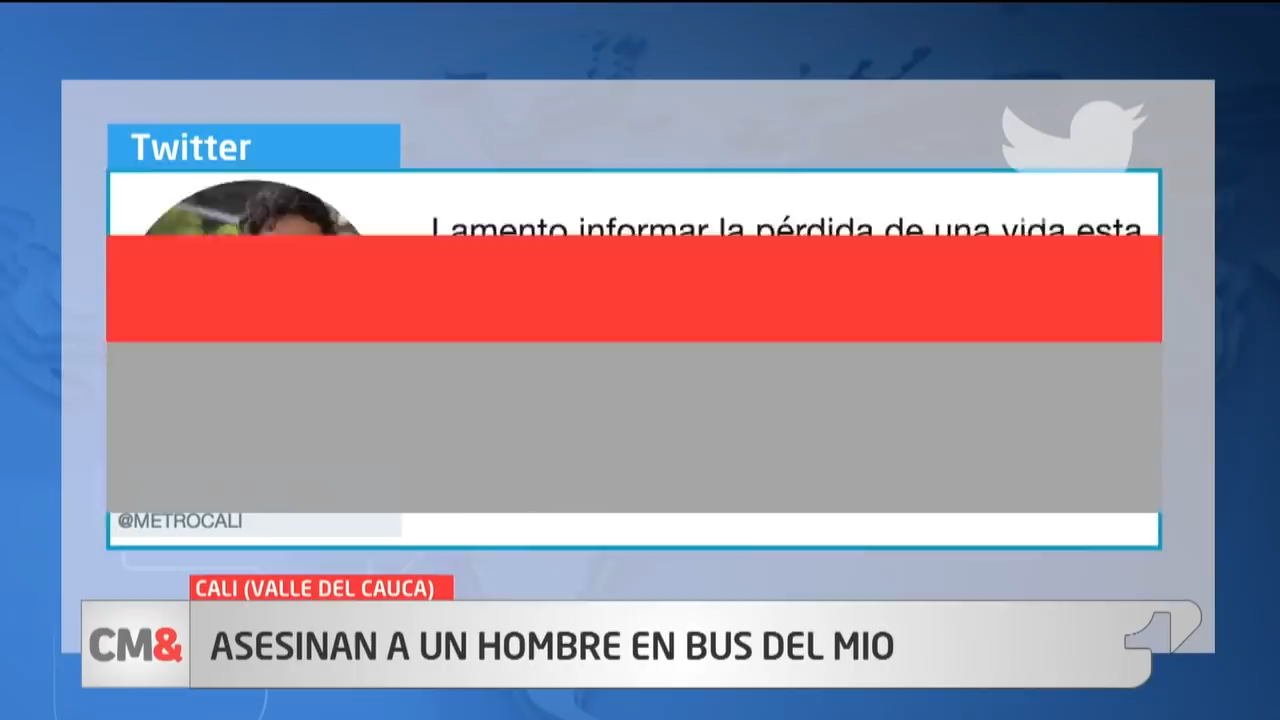 Twitter
Lamento informar la pérdida de una vida esta
@METROCALI
CALI (VALLE DEL CAUCA)
CM& ASESINAN A UN HOMBRE EN BUS DEL MIO